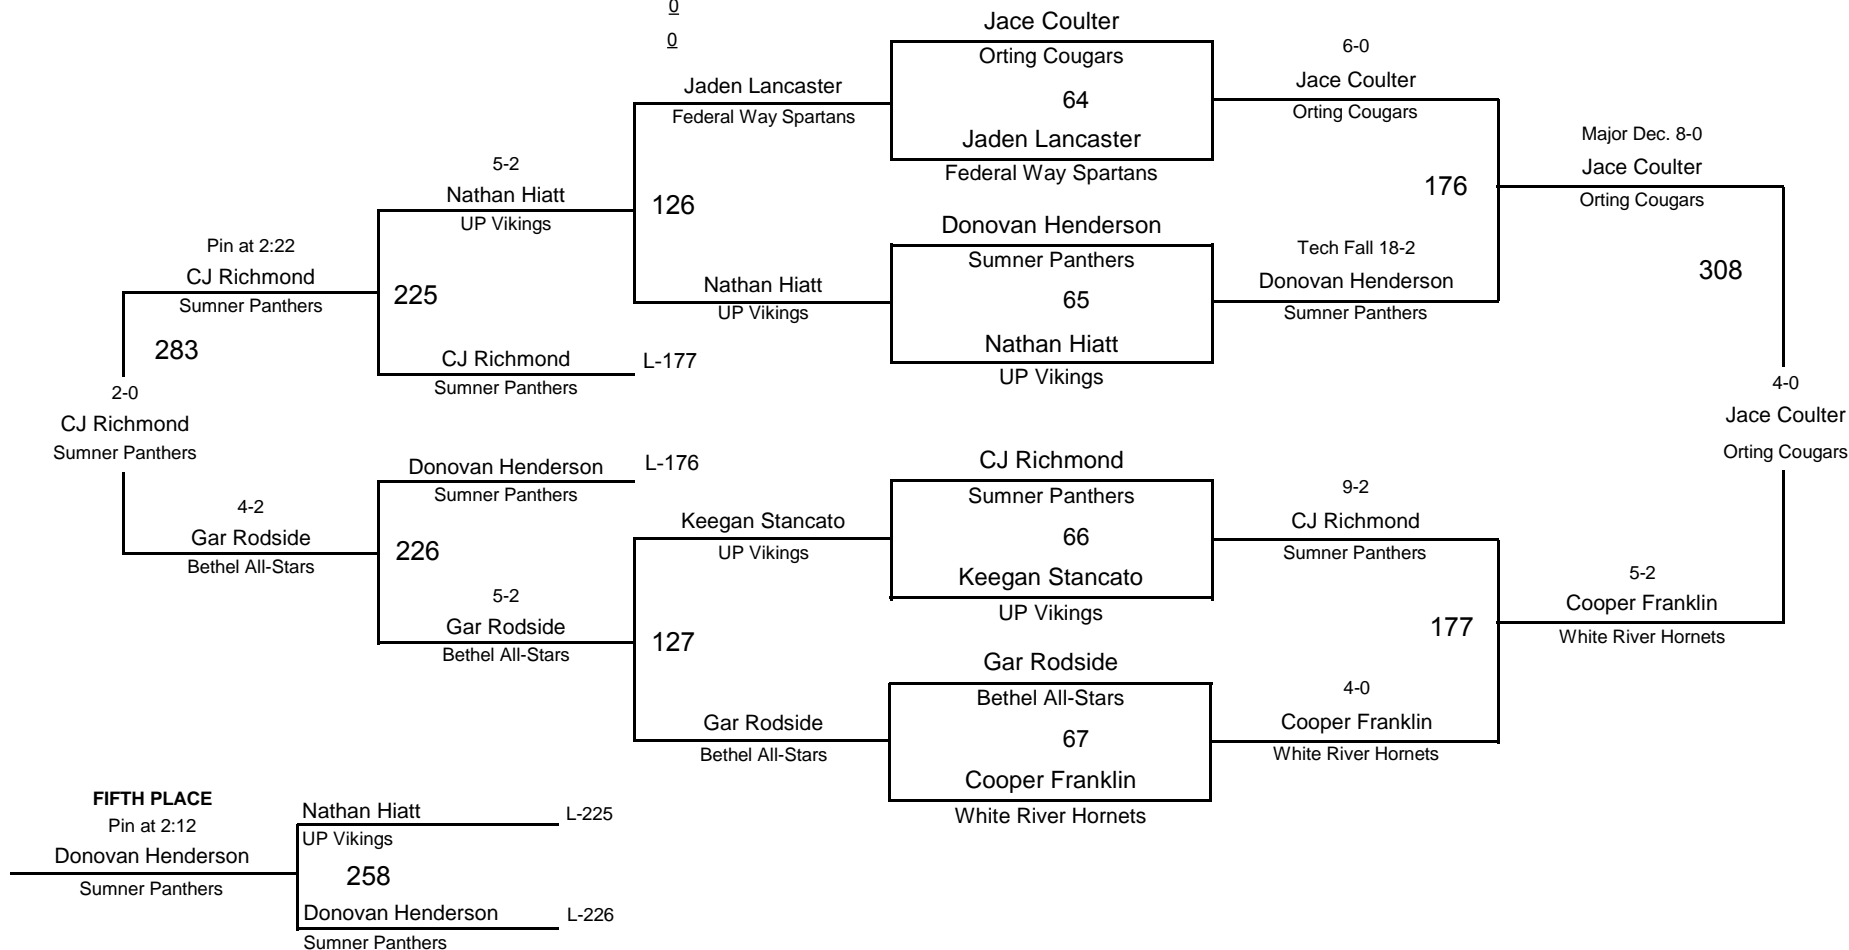 0
0
Jace Coulter
Orting Cougars
64
Jaden Lancaster
Federal Way Spartans
6-0
Jace Coulter
Orting Cougars
Jaden Lancaster
Federal Way Spartans
Major Dec. 8-0
Jace Coulter
Orting Cougars
176
5-2
Nathan Hiatt
UP Vikings
126
Donovan Henderson
Sumner Panthers
65
Nathan Hiatt
UP Vikings
Tech Fall 18-2
Donovan Henderson
Sumner Panthers
308
Pin at 2:22
CJ Richmond
Sumner Panthers
225
Nathan Hiatt
UP Vikings
283
CJ Richmond
Sumner Panthers
L-177
2-0
CJ Richmond
Sumner Panthers
4-0
Jace Coulter
Orting Cougars
Donovan Henderson
Sumner Panthers
L-176
CJ Richmond
Sumner Panthers
66
Keegan Stancato
UP Vikings
9-2
CJ Richmond
Sumner Panthers
4-2
Gar Rodside
Bethel All-Stars
226
Keegan Stancato
UP Vikings
5-2
Gar Rodside
Bethel All-Stars
127
177
5-2
Cooper Franklin
White River Hornets
Gar Rodside
Bethel All-Stars
67
Cooper Franklin
White River Hornets
4-0
Cooper Franklin
White River Hornets
Gar Rodside
Bethel All-Stars
FIFTH PLACE
Pin at 2:12
Donovan Henderson
Sumner Panthers
Nathan Hiatt
UP Vikings
L-225
258
Donovan Henderson
Sumner Panthers
L-226